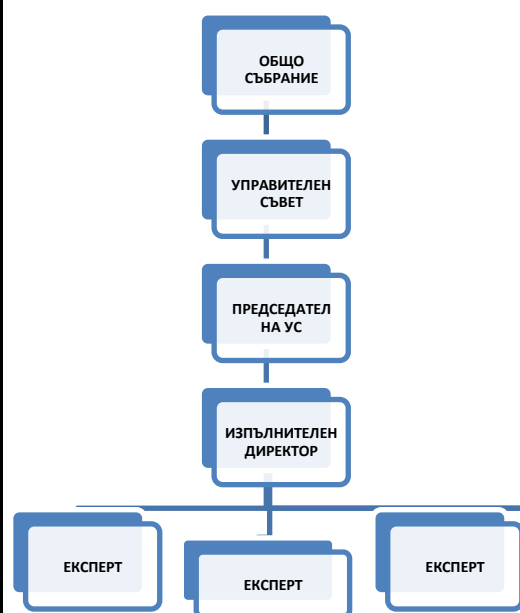 ОБЩО
СЪБРАНИЕ
УПРАВИТЕЛЕН
СЪВЕТ
ПРЕДСЕДАТЕЛ
НА УС
ИЗПЪЛНИТЕЛЕН
ДИРЕКТОР
ЕКСПЕРТ
ЕКСПЕРТ
ЕКСПЕРТ